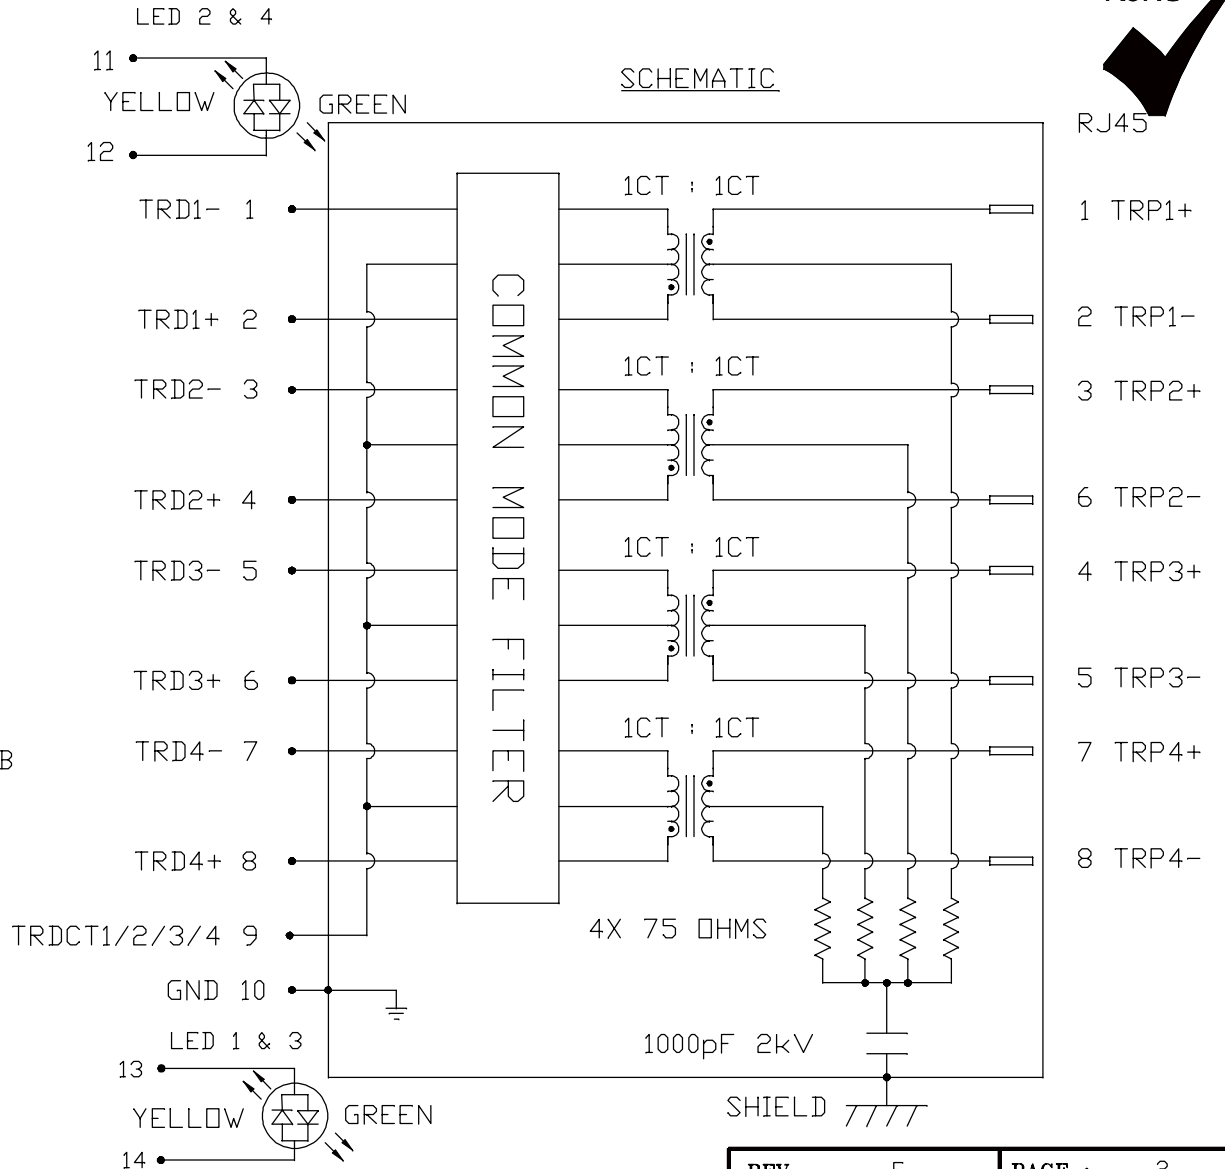 LED 2 & 4
11
YELLOW
GREEN
12
SCHEMATIC
RJ45
1CT : 1CT
TRD1- 1
1 TRP1+
TRD1+ 2
2 TRP1-
1CT : 1CT
TRD2- 3
3 TRP2+
TRD2+ 4
6 TRP2-
1CT : 1CT
TRD3- 5
4 TRP3+
TRD3+ 6
5 TRP3-
1CT : 1CT
TRD4- 7
7 TRP4+
B
TRD4+ 8
8 TRP4-
COMMON MODE FILTER
TRDCT1/2/3/4 9
4X 75 OHMS
GND 10
LED 1 & 3
13
YELLOW
GREEN
14
1000pF 2kV
SHIELD